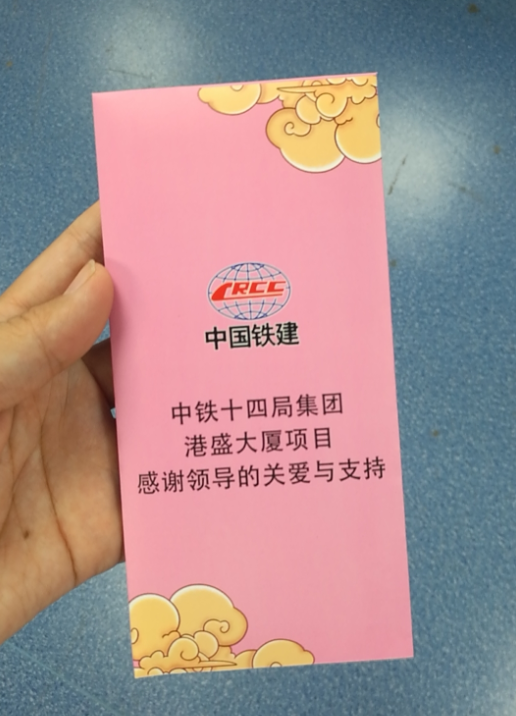 CRCC
中国铁建
中铁十四局集团
港盛大厦项目
感谢领导的关爱与支持